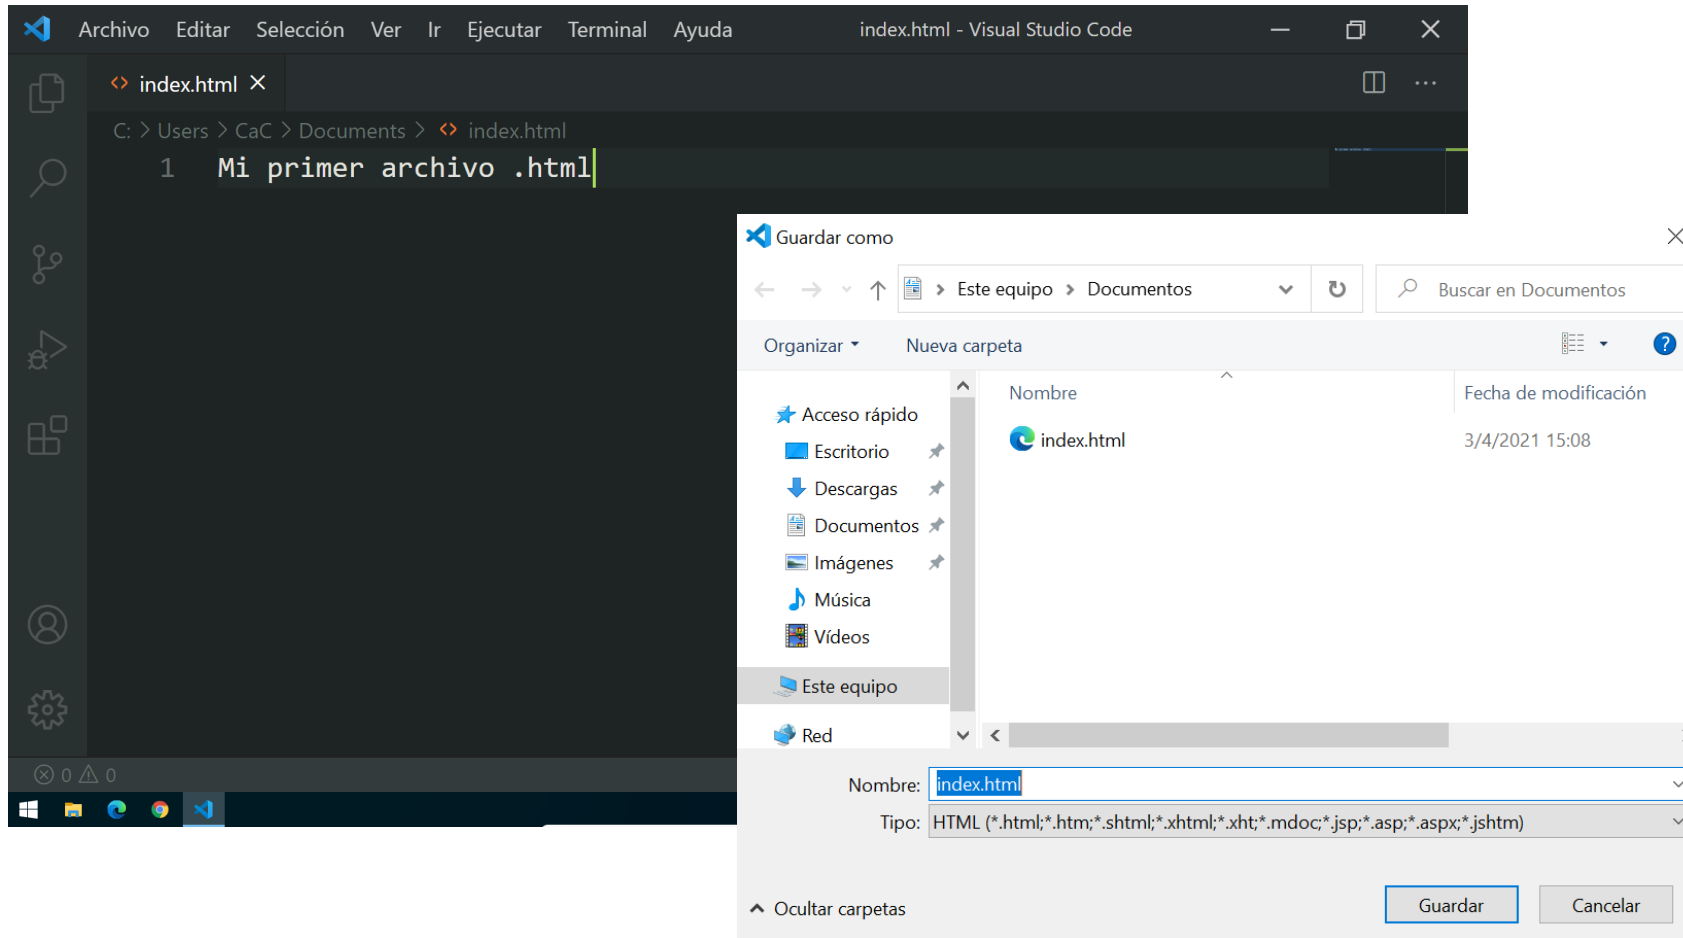 Archivo Editar Selección Ver Ir Ejecutar Terminal Ayuda index.html - Visual Studio Code
index.html
C: > Users > CaC > Documents > index.html
1 Mi primer archivo .html
Guardar como
Este equipo > Documentos
Buscar en Documentos
Organizar Nueva carpeta
?
Nombre Fecha de modificación
index.html 3/4/2021 15:08
Acceso rápido
Escritorio
Descargas
Documentos
Imágenes
Música
Vídeos
Este equipo
Red
0 0
Nombre: index.html
Tipo: HTML (*.html;*.htm;*.shtml;*.xhtml;*.xht;*.mdoc;*.jsp;*.asp;*.aspx;*.jshtm)
Ocultar carpetas
Guardar Cancelar